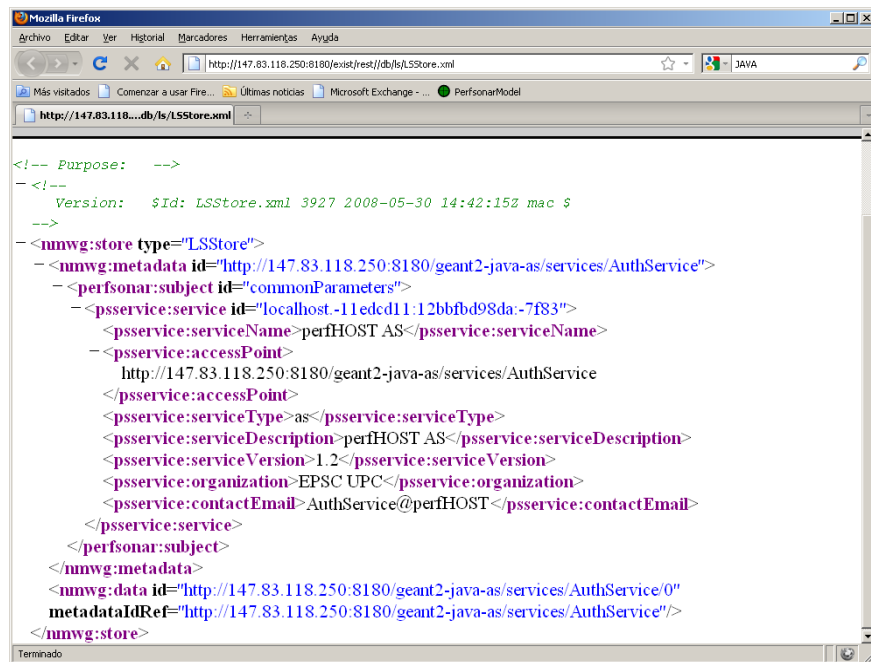 Mozilla Firefox
Archivo Editar Ver Historial Marcadores Herramientas Ayuda
http://147.83.118.250:8180/exist/rest//db/ls/LSStore.xml JAVA
Más visitados Comenzar a usar Fire... Últimas noticias Microsoft Exchange - ... PerfsonarModel
http://147.83.118....db/ls/LSStore.xml
<!-- Purpose: -->
- <!--
Version: $Id: LSStore.xml 3927 2008-05-30 14:42:15Z mac $
-->
- <nmwg:store type="LSStore">
- <nmwg:metadata id="http://147.83.118.250:8180/geant2-java-as/services/AuthService">
- <perfsonar:subject id="commonParameters">
- <psservice:service id="localhost.-11edcd11:12bbfbd98da:-7f83">
<psservice:serviceName>perfHOST AS</psservice:serviceName>
- <psservice:accessPoint>
http://147.83.118.250:8180/geant2-java-as/services/AuthService
</psservice:accessPoint>
<psservice:serviceType>as</psservice:serviceType>
<psservice:serviceDescription>perfHOST AS</psservice:serviceDescription>
<psservice:serviceVersion>1.2</psservice:serviceVersion>
<psservice:organization>EPSC UPC</psservice:organization>
<psservice:contactEmail>AuthService@perfHOST</psservice:contactEmail>
</psservice:service>
</perfsonar:subject>
</nmwg:metadata>
<nmwg:data id="http://147.83.118.250:8180/geant2-java-as/services/AuthService/0"
metadataIdRef="http://147.83.118.250:8180/geant2-java-as/services/AuthService"/>
</nmwg:store>
Terminado